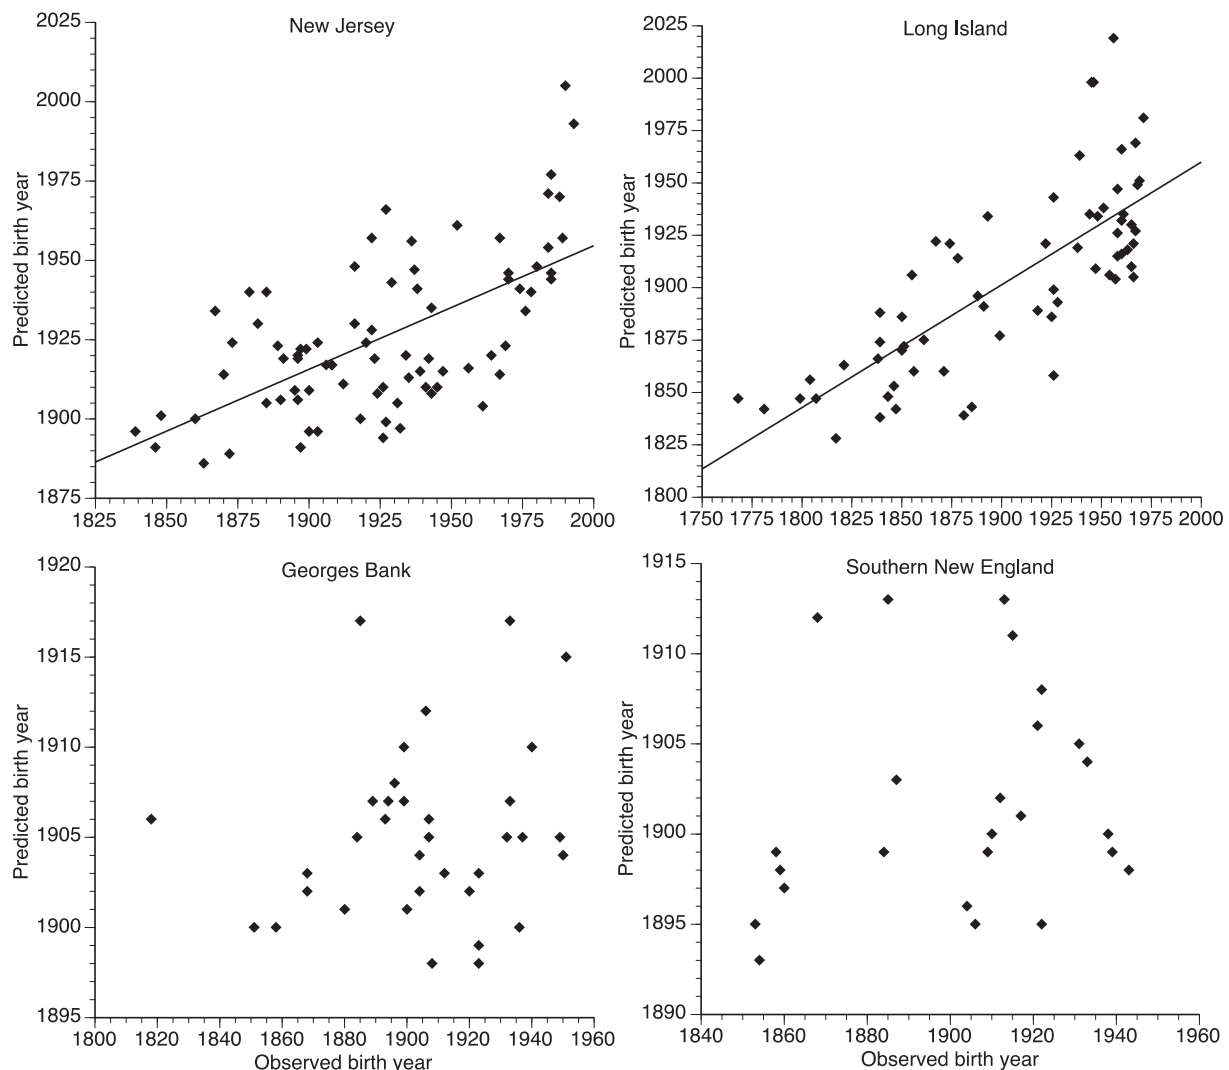 New Jersey
Predicted birth year
2025
2000
1975
1950
1925
1900
1875
1825 1850 1875 1900 1925 1950 1975 2000
Long Island
Predicted birth year
2025
2000
1975
1950
1925
1900
1875
1850
1825
1800
1750 1775 1800 1825 1850 1875 1900 1925 1950 1975 2000
Georges Bank
Predicted birth year
1920
1915
1910
1905
1900
1895
1800 1820 1840 1860 1880 1900 1920 1940 1960
Observed birth year
Southern New England
Predicted birth year
1915
1910
1905
1900
1895
1890
1840 1860 1880 1900 1920 1940 1960
Observed birth year